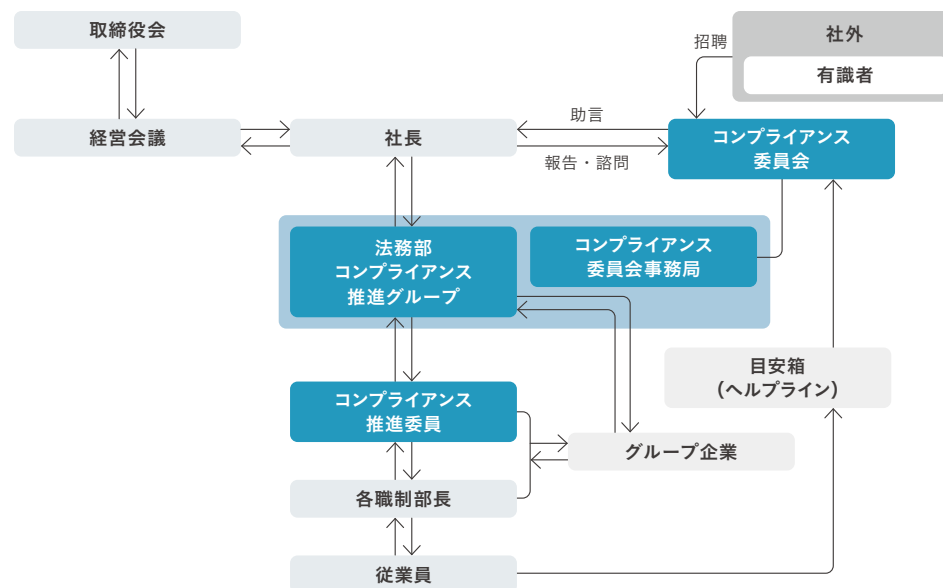 取締役会
社外
招聘
有識者
経営会議
社長
助言
報告・諮問
コンプライアンス
委員会
法務部
コンプライアンス
推進グループ
コンプライアンス
委員会事務局
目安箱
(ヘルプライン)
コンプライアンス
推進委員
グループ企業
各職制部長
従業員